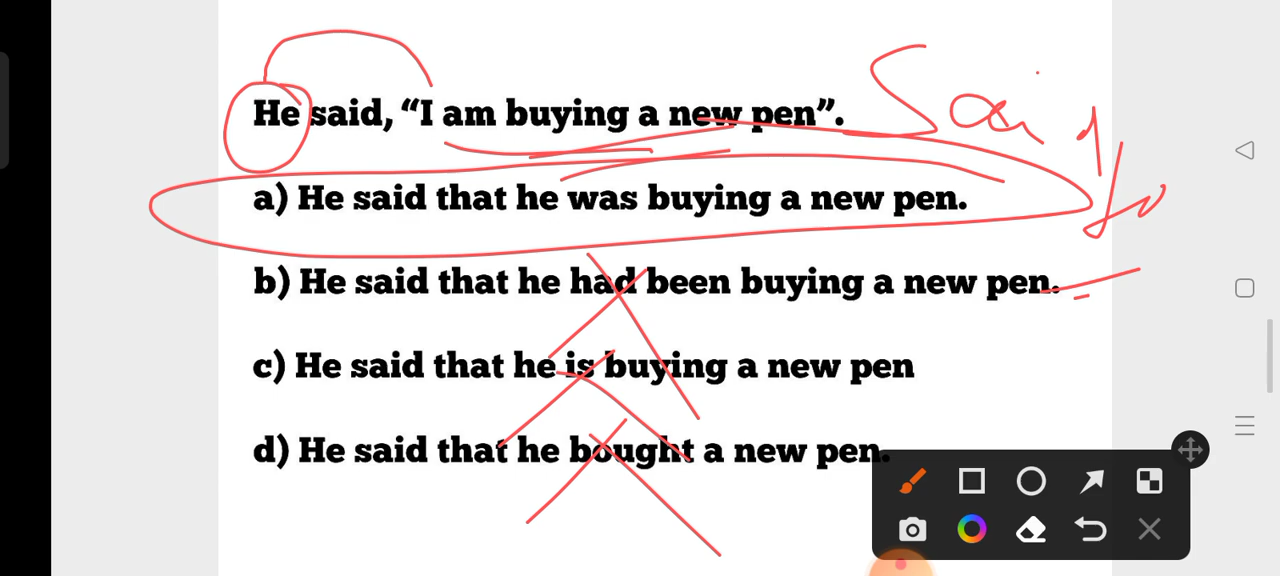 He said, “I am buying a new pen”.
a) He said that he was buying a new pen.
b) He said that he had been buying a new pen.
c) He said that he is buying a new pen
d) He said that he bought a new pen.